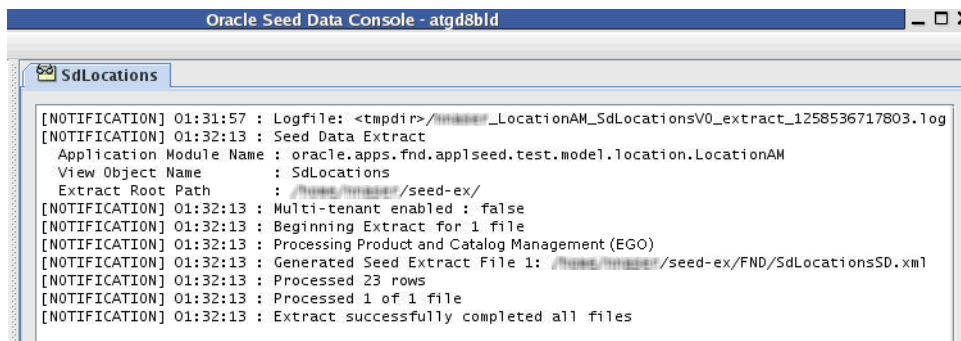 Oracle Seed Data Console - atgd8bld
SdLocations
[NOTIFICATION] 01:31:57 : Logfile: <tmpdir>/_LocationAM_SdLocationsVO_extract_1258536717803.log
[NOTIFICATION] 01:32:13 : Seed Data Extract
Application Module Name : oracle.apps.fnd.applseed.test.model.location.LocationAM
View Object Name : SdLocations
Extract Root Path : /seed-ex/
[NOTIFICATION] 01:32:13 : Multi-tenant enabled : false
[NOTIFICATION] 01:32:13 : Beginning Extract for 1 file
[NOTIFICATION] 01:32:13 : Processing Product and Catalog Management (EGO)
[NOTIFICATION] 01:32:13 : Generated Seed Extract File 1: /seed-ex/FND/SdLocationsSD.xml
[NOTIFICATION] 01:32:13 : Processed 23 rows
[NOTIFICATION] 01:32:13 : Processed 1 of 1 file
[NOTIFICATION] 01:32:13 : Extract successfully completed all files